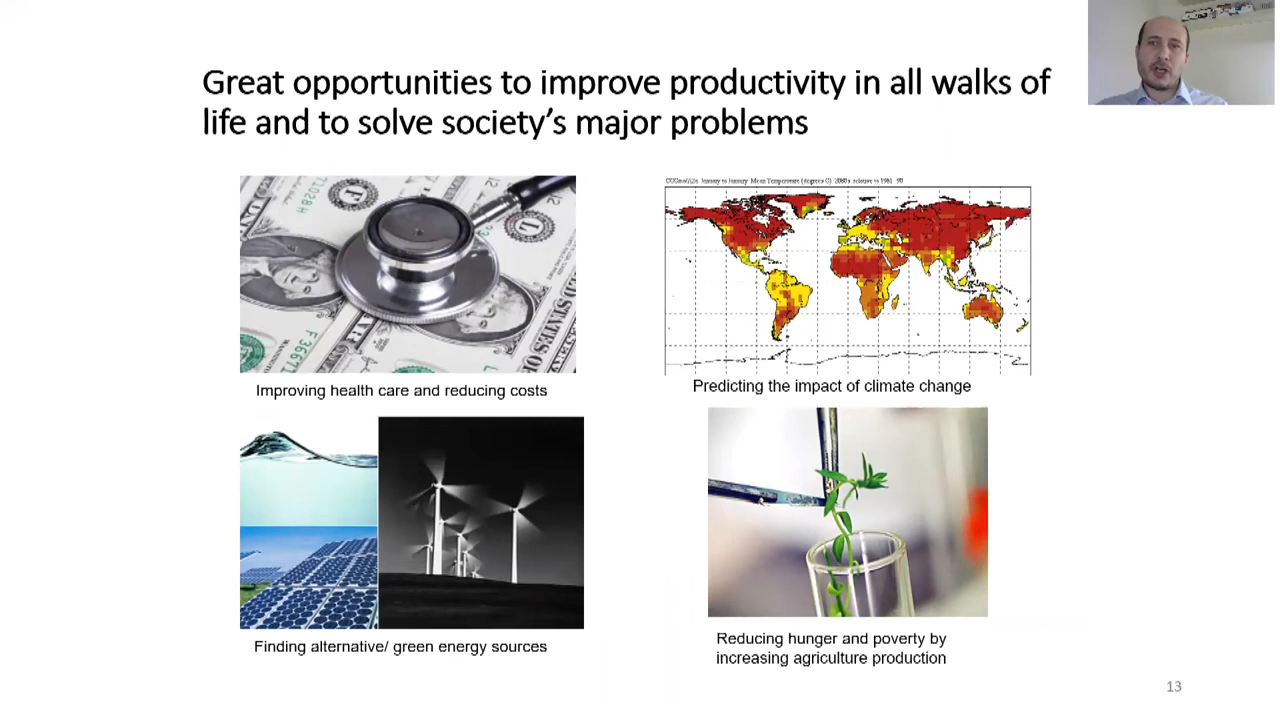 Great opportunities to improve productivity in all walks of
life and to solve society's major problems
Improving health care and reducing costs
Predicting the impact of climate change
Finding alternative/ green energy sources
Reducing hunger and poverty by
increasing agriculture production
13